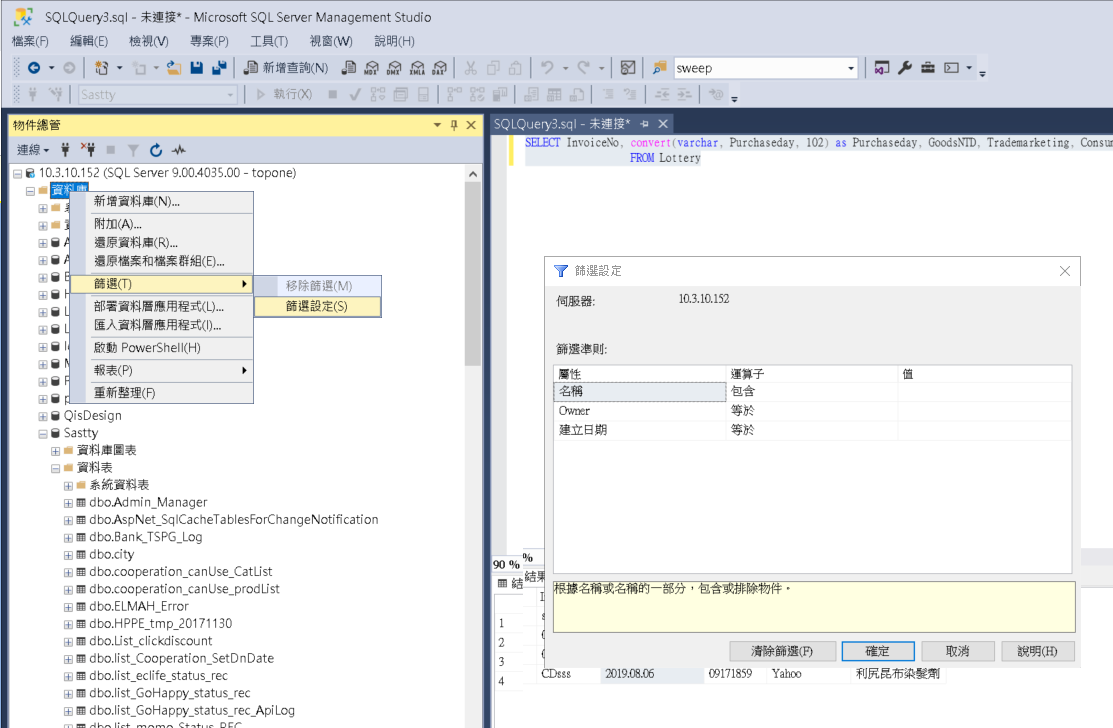 SQLQuery3.sql - 未連接* - Microsoft SQL Server Management Studio
檔案(F) 編輯(E) 檢視(V) 專案(P) 工具(T) 視窗(W) 說明(H)
新增查詢(N) MDX DMX XMLA DAX sweep
Sastty 執行(X)
物件總管
SQLQuery3.sql - 未連接*
連線
SELECT InvoiceNo, convert(varchar, Purchaseday, 102) as Purchaseday, GoodsNTD, Trademarketing, Consum
FROM Lottery
10.3.10.152 (SQL Server 9.00.4035.00 - topone)
資料庫
新增資料庫(N)...
附加(A)...
還原資料庫(R)...
還原檔案和檔案群組(E)...
篩選(T)
移除篩選(M)
篩選設定(S)
部署資料層應用程式(L)...
匯入資料層應用程式(I)...
啟動 PowerShell(H)
報表(P)
重新整理(F)
QisDesign
Sastty
資料庫圖表
資料表
系統資料表
dbo.Admin_Manager
dbo.AspNet_SqlCacheTablesForChangeNotification
dbo.Bank_TSPG_Log
dbo.city
dbo.cooperation_canUse_CatList
dbo.cooperation_canUse_prodList
dbo.ELMAH_Error
dbo.HPPE_tmp_20171130
dbo.List_clickdiscount
dbo.list_Cooperation_SetDnDate
dbo.list_eclife_status_rec
dbo.list_GoHappy_status_rec
dbo.list_GoHappy_status_rec_ApiLog
dbo.list_momo_Status_REC
篩選設定
伺服器: 10.3.10.152
篩選準則:
屬性 運算子 值
名稱 包含
Owner 等於
建立日期 等於
根據名稱或名稱的一部分，包含或排除物件。
清除篩選(F) 確定 取消 說明(H)
90 % %
結 結果
1
2
3
4 CDsss 2019.08.06 09171859 Yahoo 利尻昆布染髮劑